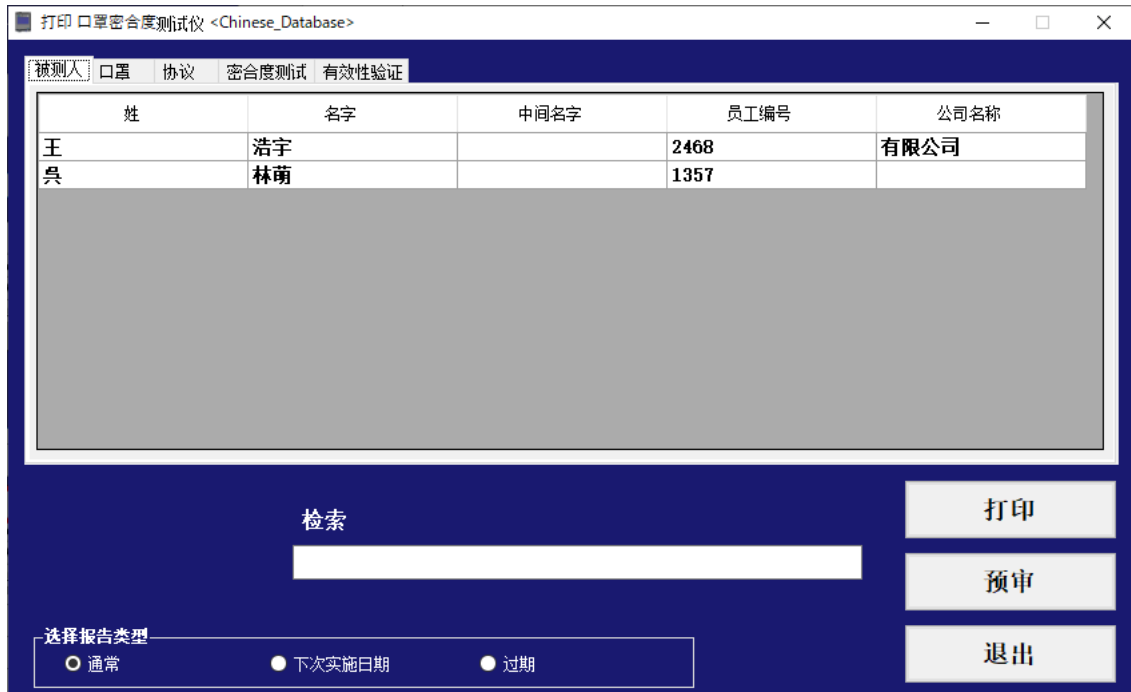 打印 口罩密合度测试仪 <Chinese_Database>
被测人 口罩 协议 密合度测试 有效性验证
姓 名字 中间名字 员工编号 公司名称
王 浩宇 2468 有限公司
呉 林萌 1357
检索
打印
预审
选择报告类型
通常 下次实施日期 过期
退出